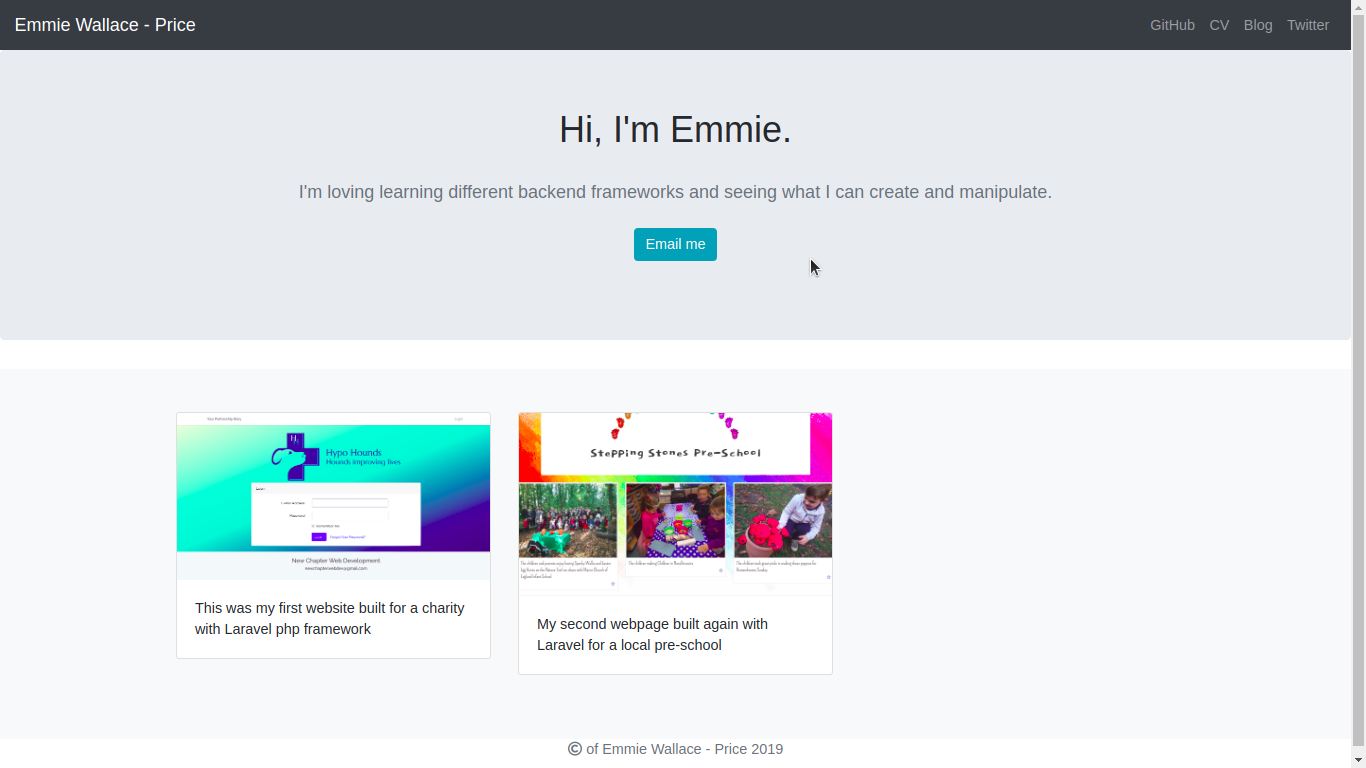 Emmie Wallace - Price
GitHub CV Blog Twitter
Hi, I'm Emmie.
I'm loving learning different backend frameworks and seeing what I can create and manipulate.
Email me
Login
Hypo Hounds
Hounds improving lives
New Chapter Web Development
This was my first website built for a charity
with Laravel php framework
Stepping Stones Pre-School
My second webpage built again with
Laravel for a local pre-school
© of Emmie Wallace - Price 2019